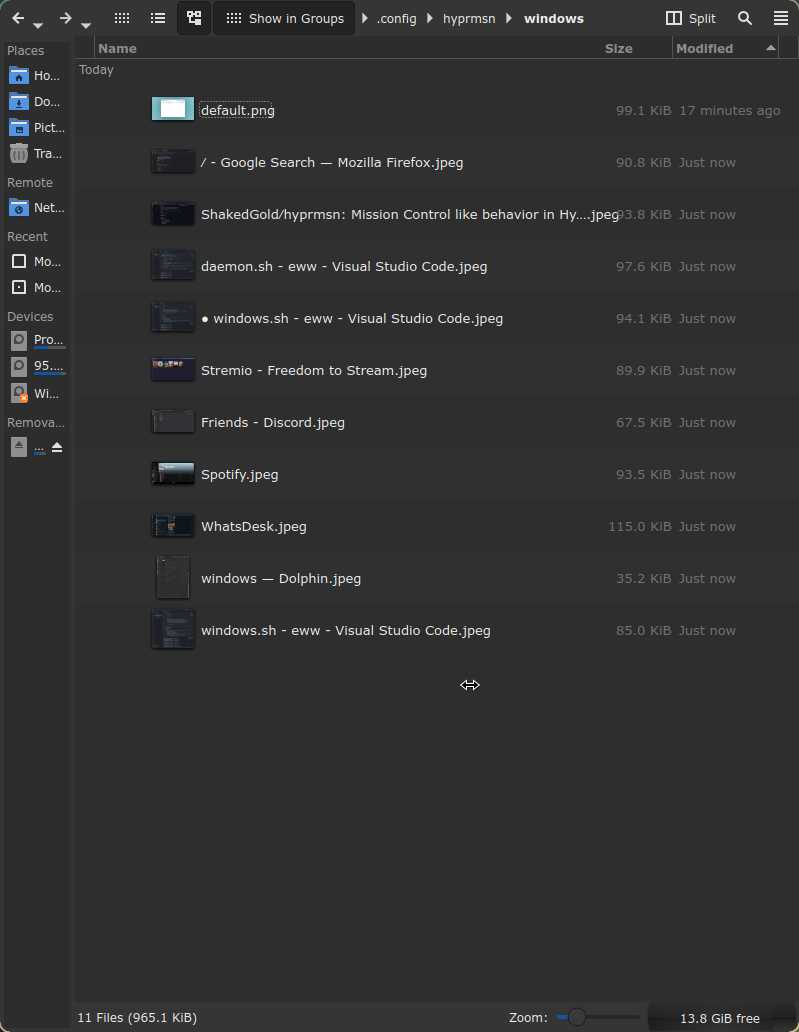 Show in Groups .config hyprmsn windows Split
Places
Ho...
Do...
Pict...
Tra...
Remote
Net...
Recent
Mo...
Mo...
Devices
Pro...
95....
Wi...
Remova...
...
Name Size Modified
Today
default.png 99.1 KiB 17 minutes ago
/ - Google Search — Mozilla Firefox.jpeg 90.8 KiB Just now
ShakedGold/hyprmsn: Mission Control like behavior in Hy....jpeg 93.8 KiB Just now
daemon.sh - eww - Visual Studio Code.jpeg 97.6 KiB Just now
● windows.sh - eww - Visual Studio Code.jpeg 94.1 KiB Just now
Stremio - Freedom to Stream.jpeg 89.9 KiB Just now
Friends - Discord.jpeg 67.5 KiB Just now
Spotify.jpeg 93.5 KiB Just now
WhatsDesk.jpeg 115.0 KiB Just now
windows — Dolphin.jpeg 35.2 KiB Just now
windows.sh - eww - Visual Studio Code.jpeg 85.0 KiB Just now
11 Files (965.1 KiB) Zoom: 13.8 GiB free